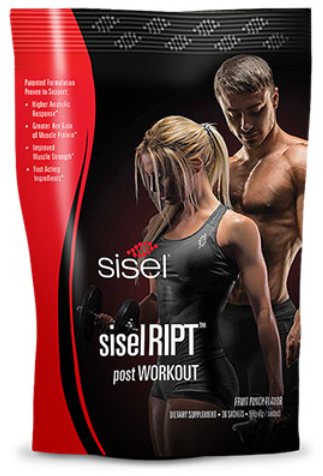 Patented Formulation
Proven to Support:
• Higher Anabolic
Response*
• Greater Net Gain
of Muscle Protein*
• Improved
Muscle Strength*
• Fast Acting
Ingredients*
sisel®
sisel RIPT™
post WORKOUT
FRUIT PUNCH FLAVOR
DIETARY SUPPLEMENT • 30 SACHETS •